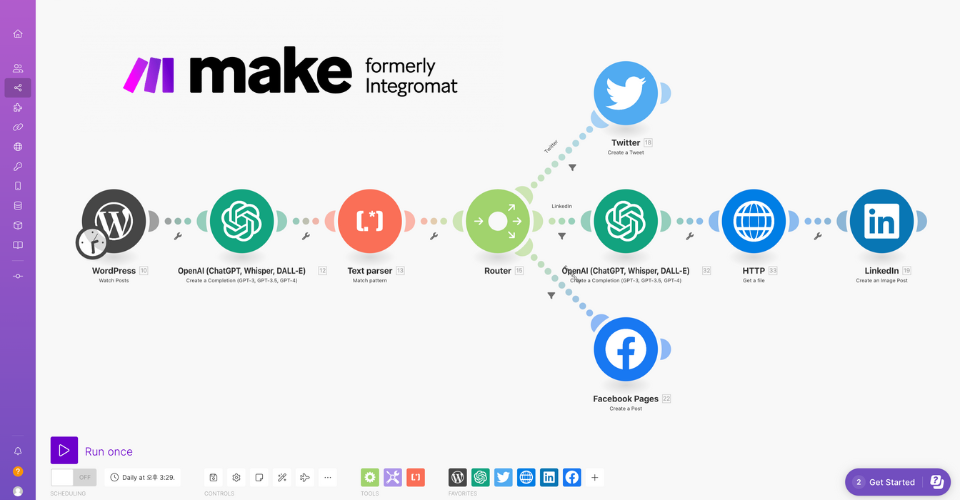 make
formerly
Integromat
Twitter
Twitter 18
Create a Tweet
LinkedIn
[.*]
in
WordPress 10
Watch Posts
OpenAI (ChatGPT, Whisper, DALL-E) 12
Create a Completion (GPT-3, GPT-3.5, GPT-4)
Text parser 13
Match pattern
Router 15
OpenAI (ChatGPT, Whisper, DALL-E) 32
Create a Completion (GPT-3, GPT-3.5, GPT-4)
HTTP 33
Get a file
LinkedIn 19
Create an Image Post
Facebook Pages 22
Create a Post
Run once
OFF
Daily at 오후 3:29.
SCHEDULING
CONTROLS
TOOLS
FAVORITES
2 Get Started